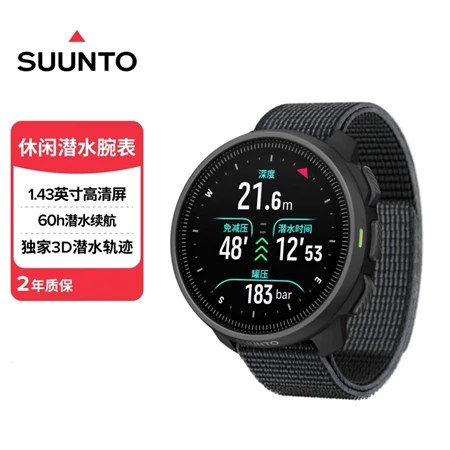 SUUNTO
休闲潜水腕表
1.43英寸高清屏
60h潜水续航
独家3D潜水轨迹
2年质保
深度
21.6m
免减压
潜水时间
48'
12'53
罐压
183 bar
W
S
E
SUUNTO